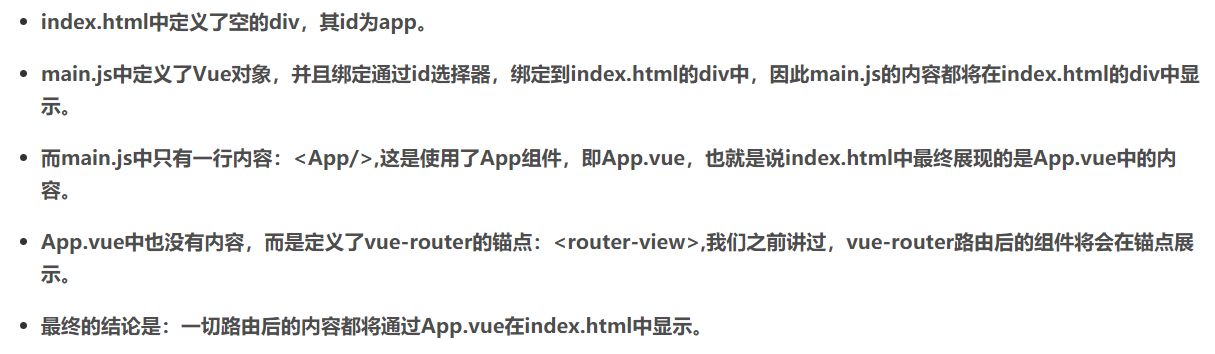 index.html中定义了空的div，其id为app。
main.js中定义了Vue对象，并且绑定通过id选择器，绑定到index.html的div中，因此main.js的内容都将在index.html的div中显
示。
而main.js中只有一行内容：<App/>,这是使用了App组件，即App.vue，也就是说index.html中最终展现的是App.vue中的内
容。
App.vue中也没有内容，而是定义了vue-router的锚点：<router-view>,我们之前讲过，vue-router路由后的组件将会在锚点展
示。
最终的结论是：一切路由后的内容都将通过App.vue在index.html中显示。